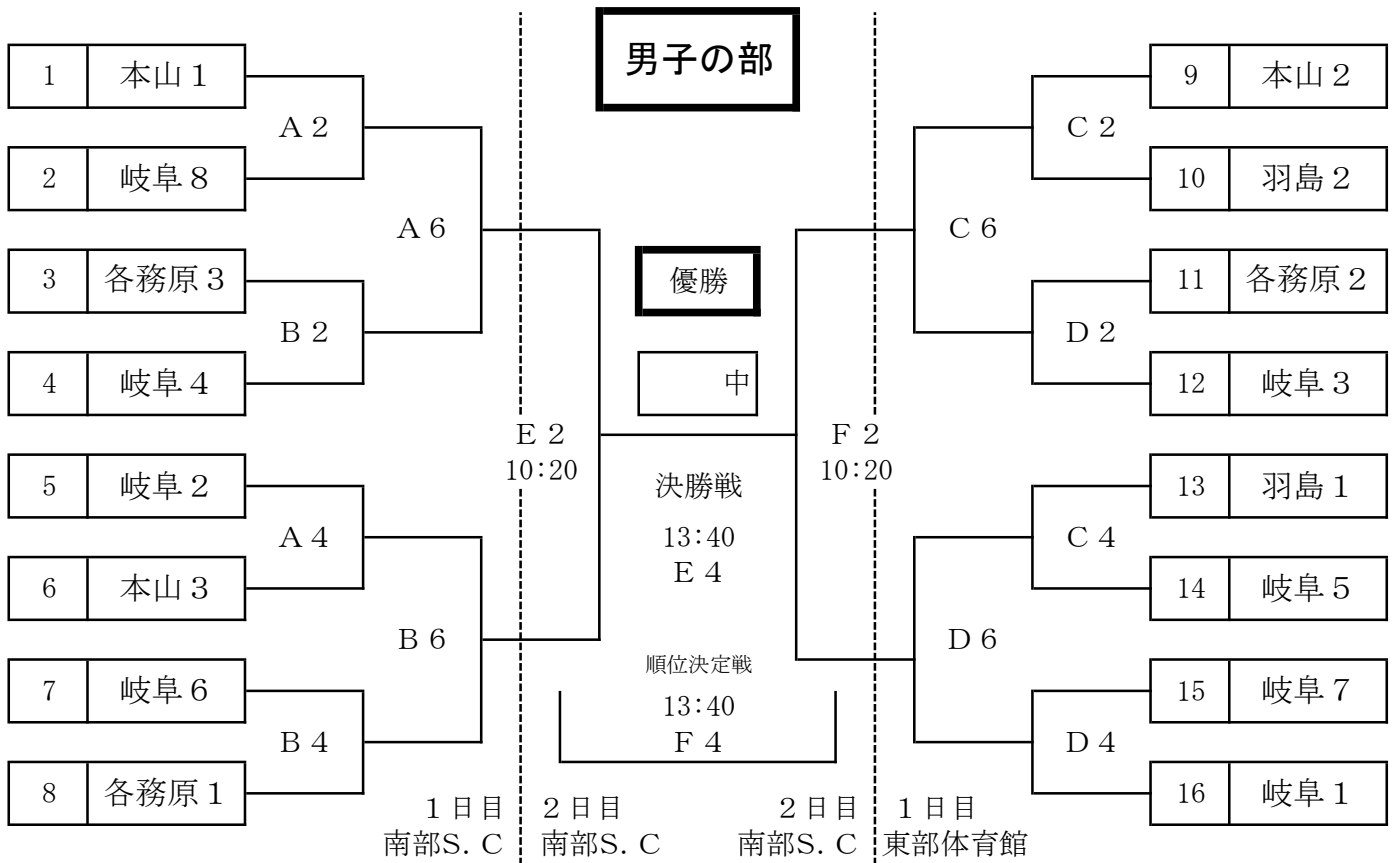 男子の部
1 本山１
2 岐阜８
3 各務原３
4 岐阜４
5 岐阜２
6 本山３
7 岐阜６
8 各務原１
Ａ２
Ｂ２
Ａ４
Ｂ４
Ａ６
Ｂ６
Ｅ２
10:20
優勝
中
決勝戦
13:40
Ｅ４
順位決定戦
13:40
Ｆ４
Ｆ２
10:20
Ｃ６
Ｄ６
Ｃ２
Ｄ２
Ｃ４
Ｄ４
9 本山２
10 羽島２
11 各務原２
12 岐阜３
13 羽島１
14 岐阜５
15 岐阜７
16 岐阜１
１日目 ２日目 ２日目 １日目
南部S.C 南部S.C 南部S.C 東部体育館